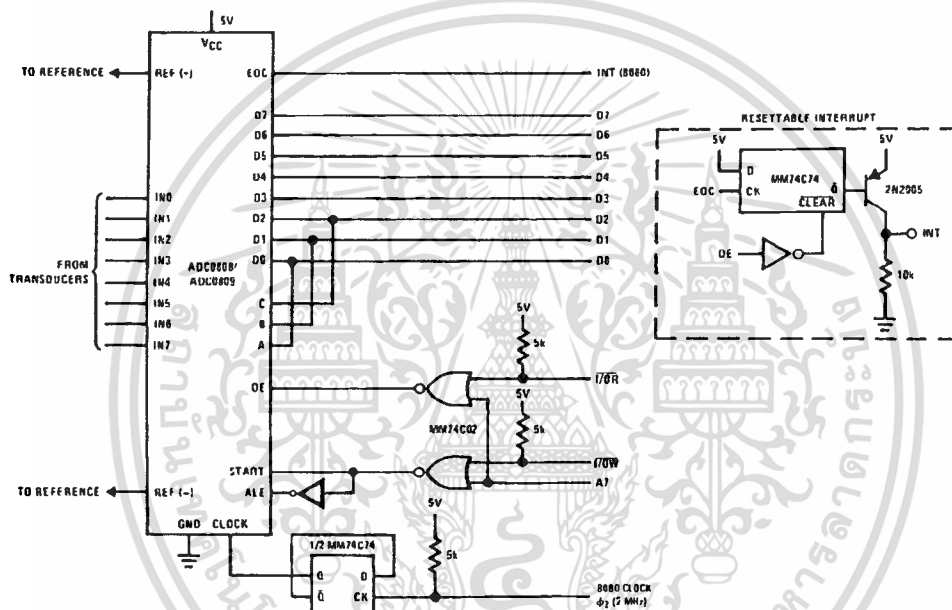 5V
VCC
TO REFERENCE
REF (+)
EOC
INT (8080)
D7
D7
D6
D6
D5
D5
D4
D4
D3
D3
D2
D2
D1
D1
D0
D0
IN0
IN1
IN2
IN3
IN4
IN5
IN6
IN7
FROM
TRANSDUCERS
ADC0808/
ADC0809
C
B
A
5V
5k
OE
I/OR
MM74C02
5V
5k
START
I/OW
A7
ALE
TO REFERENCE
REF (-)
GND
CLOCK
5V
5k
1/2 MM74C74
Q
D
Q
CK
8080 CLOCK
ϕ2 (2 MHz)
RESETTABLE INTERRUPT
5V
5V
D
MM74C74
EOC
CK
Q
CLEAR
OE
INT
10k